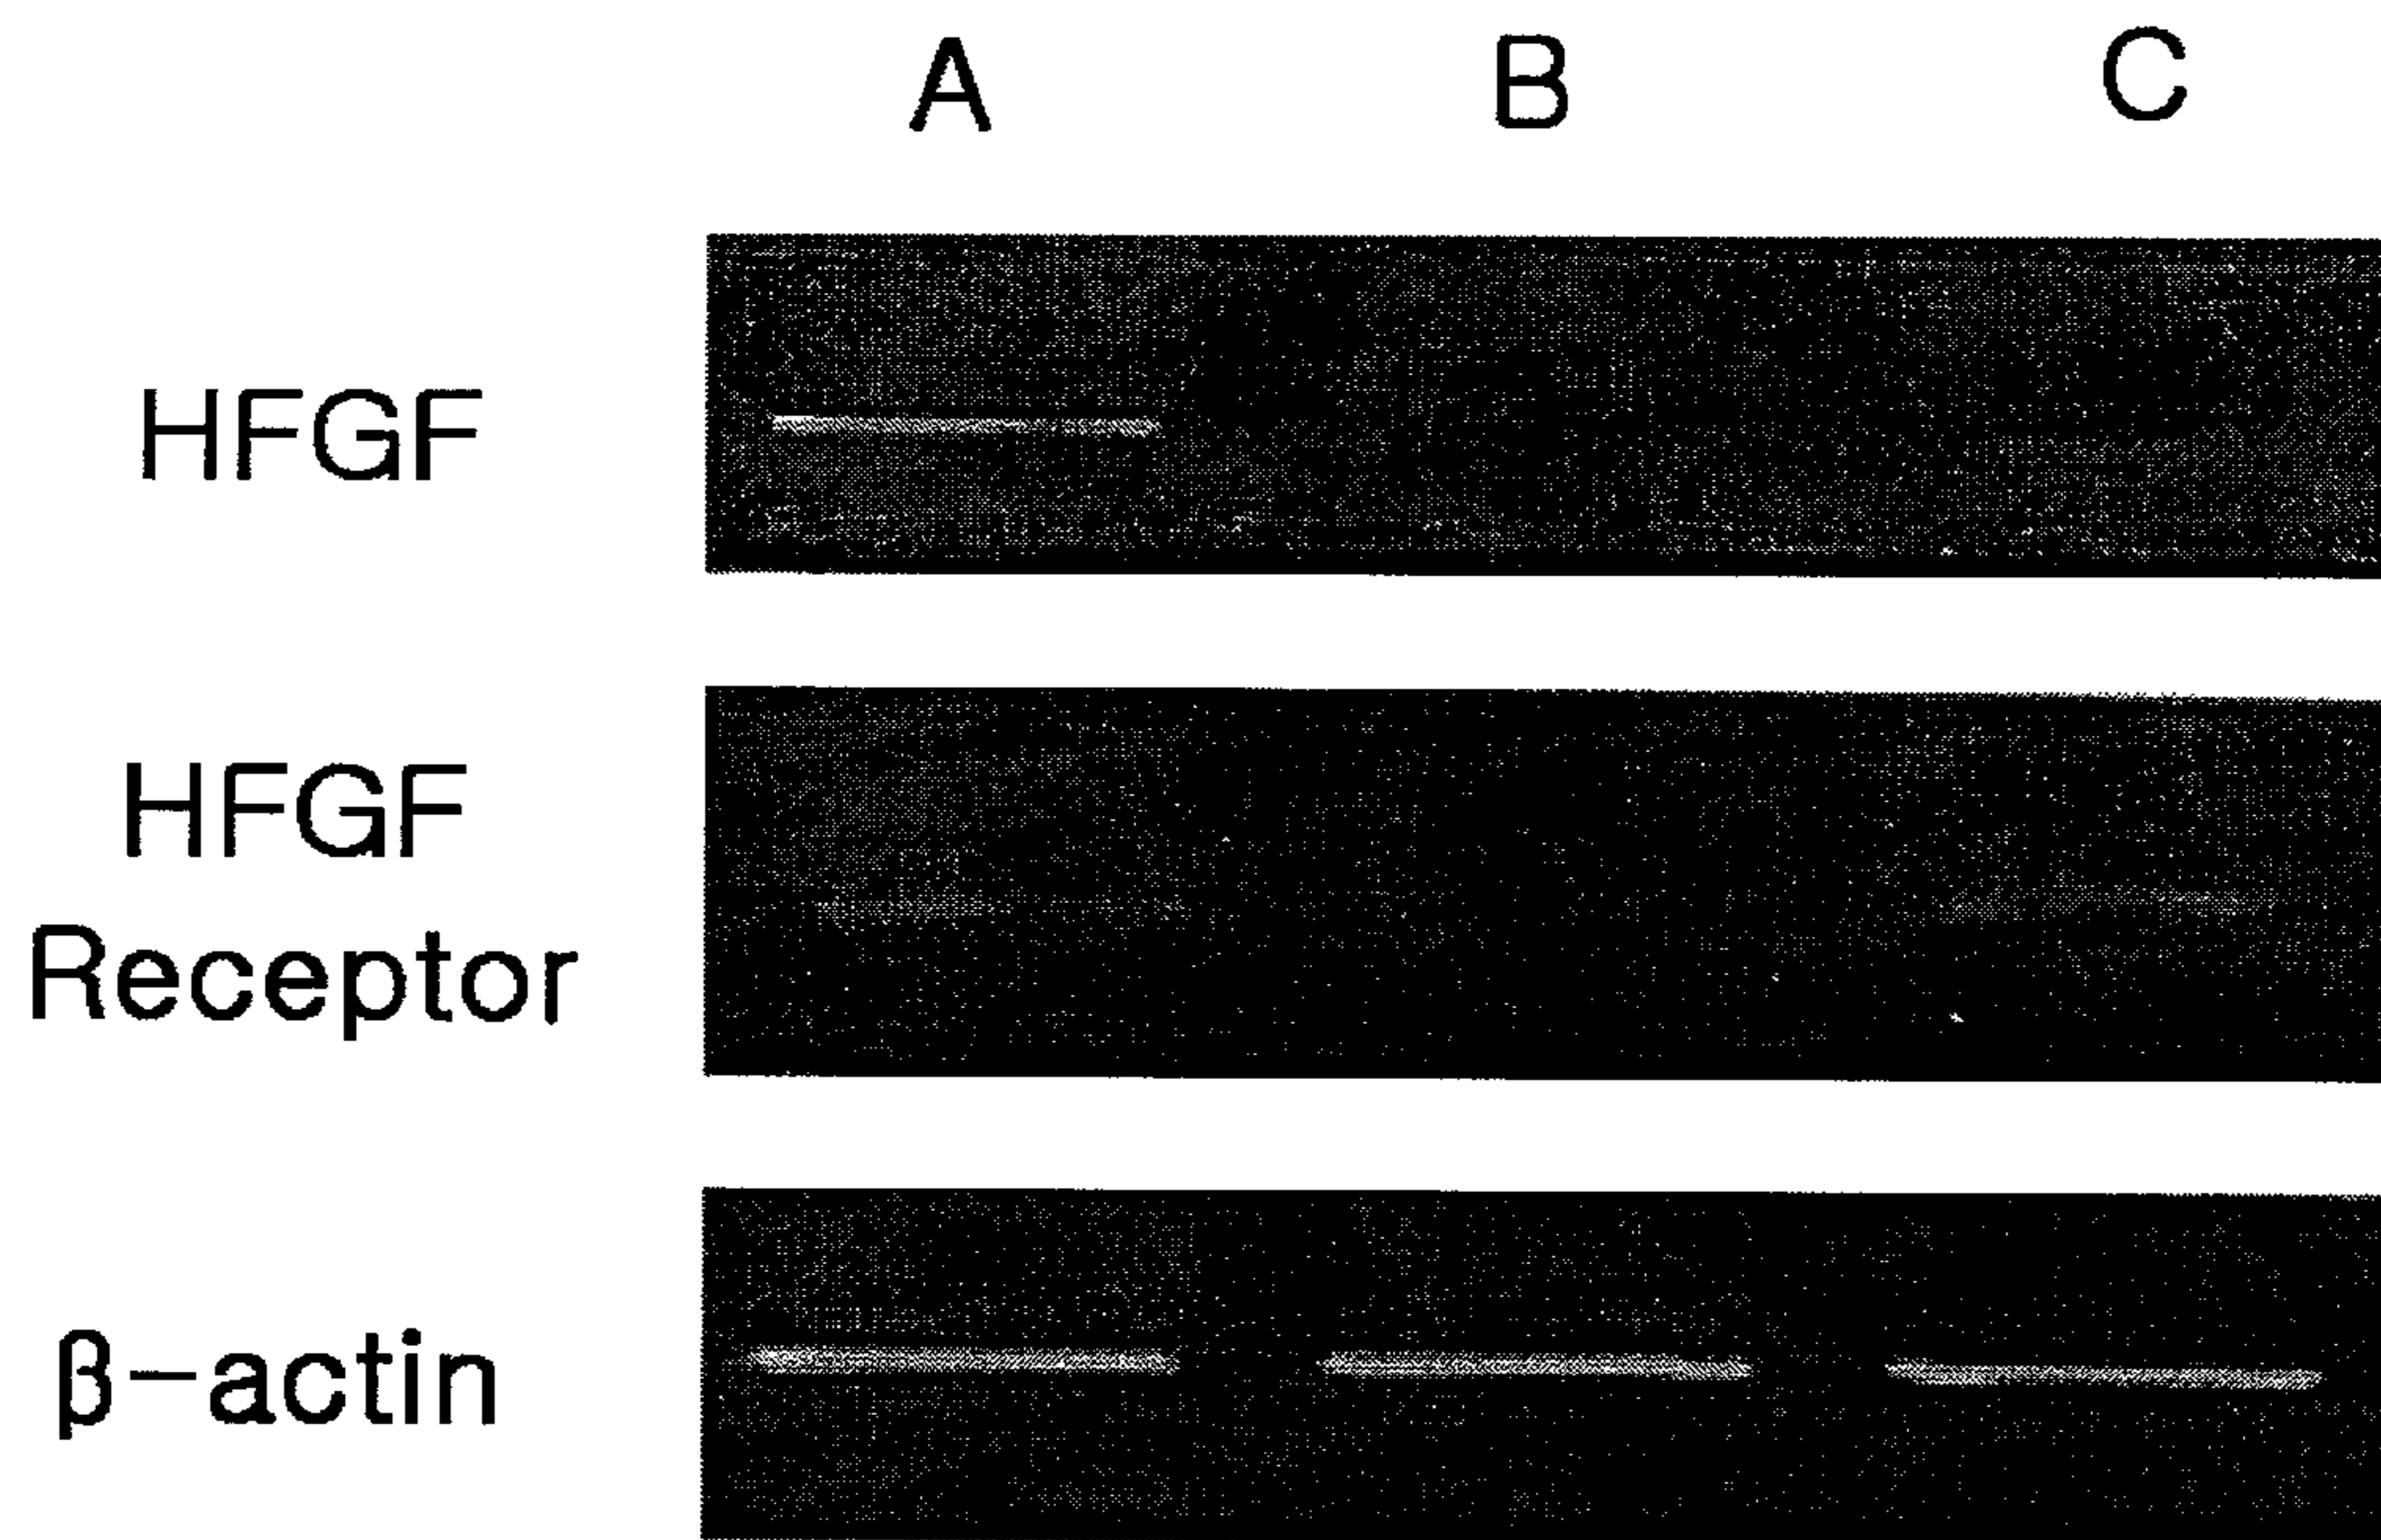 A B C
HFGF
HFGF
Receptor
β-actin